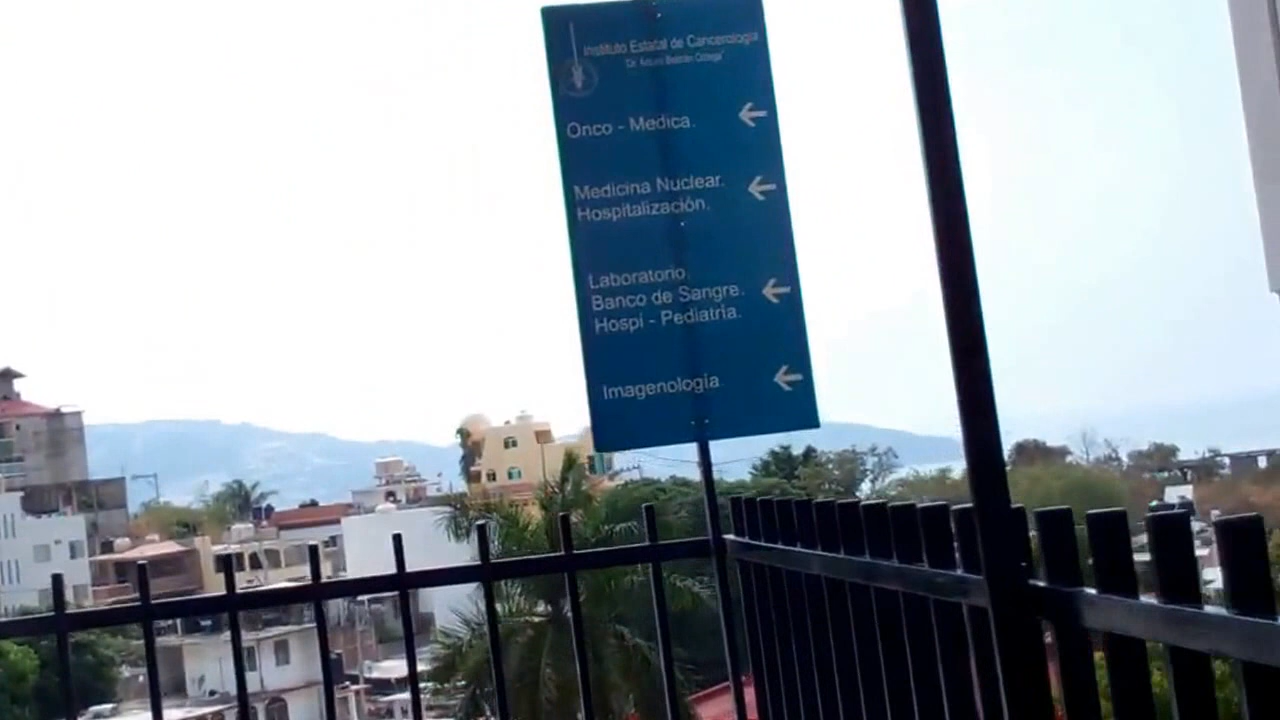 Instituto Estatal de Cancerología
"Dr. Arturo Beltrán Ortega"
Onco - Medica.
Medicina Nuclear.
Hospitalización.
Laboratorio.
Banco de Sangre.
Hospi - Pediatría.
Imagenología